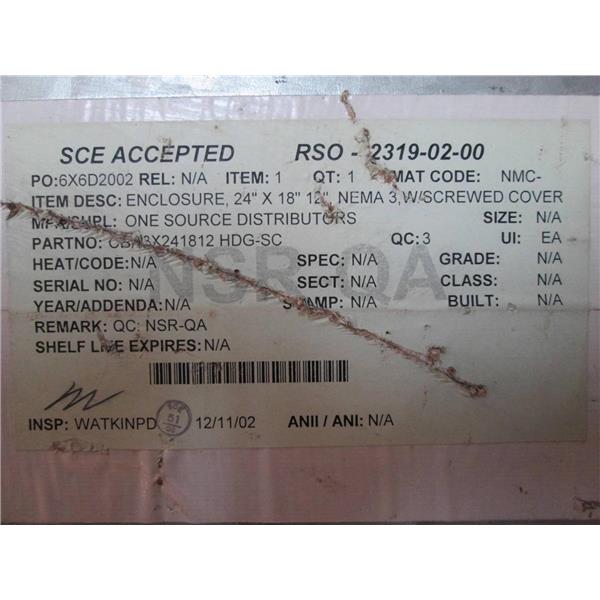 SCE ACCEPTED RSO - 2319-02-00
PO:6X6D2002 REL: N/A ITEM: 1 QT: 1 MAT CODE: NMC-
ITEM DESC: ENCLOSURE, 24" X 18" 12", NEMA 3,W/SCREWED COVER
ONE SOURCE DISTRIBUTORS SIZE: N/A
PARTNO: HDG-SC QC: 3 UI: EA
HEAT/CODE:N/A SPEC: N/A GRADE: N/A
NSR-QA
SERIAL NO: N/A SECT: N/A CLASS: N/A
YEAR/ADDENDA:N/A STAMP: N/A BUILT: N/A
REMARK: QC: NSR-QA
SHELF LIVE EXPIRES:N/A
INSP: WATKINPD 12/11/02 ANII / ANI: N/A